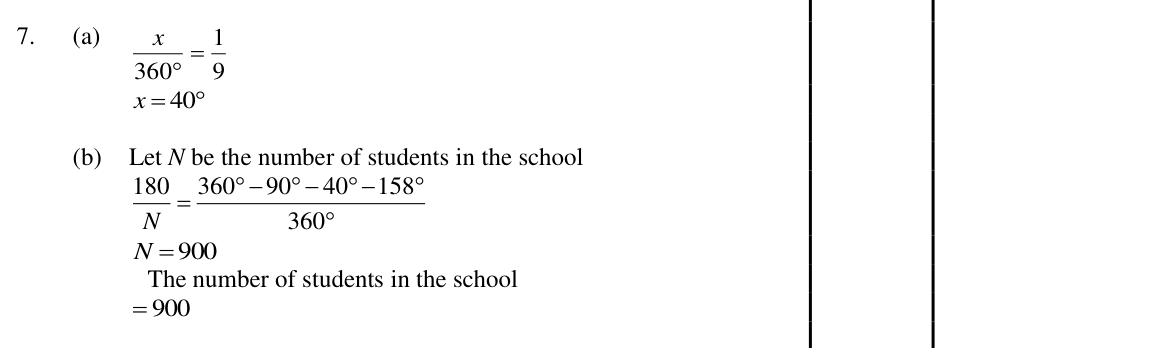 7. (a) x/360° = 1/9
x = 40°
(b) Let N be the number of students in the school
180/N = (360° – 90° – 40° – 158°)/360°
N = 900
The number of students in the school
= 900